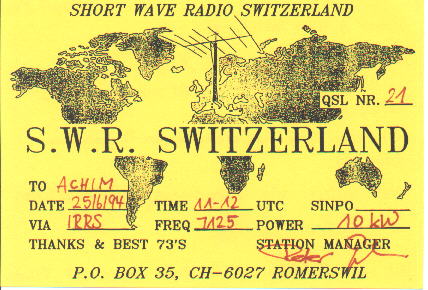 SHORT WAVE RADIO SWITZERLAND
QSL NR. 21
S.W.R. SWITZERLAND
TO ACHIM
DATE 25/6/94 TIME 11-12 UTC SINPO
VIA IRRS FREQ 7125 POWER 10 kW
THANKS & BEST 73'S STATION MANAGER
P.O. BOX 35, CH-6027 ROMERSWIL